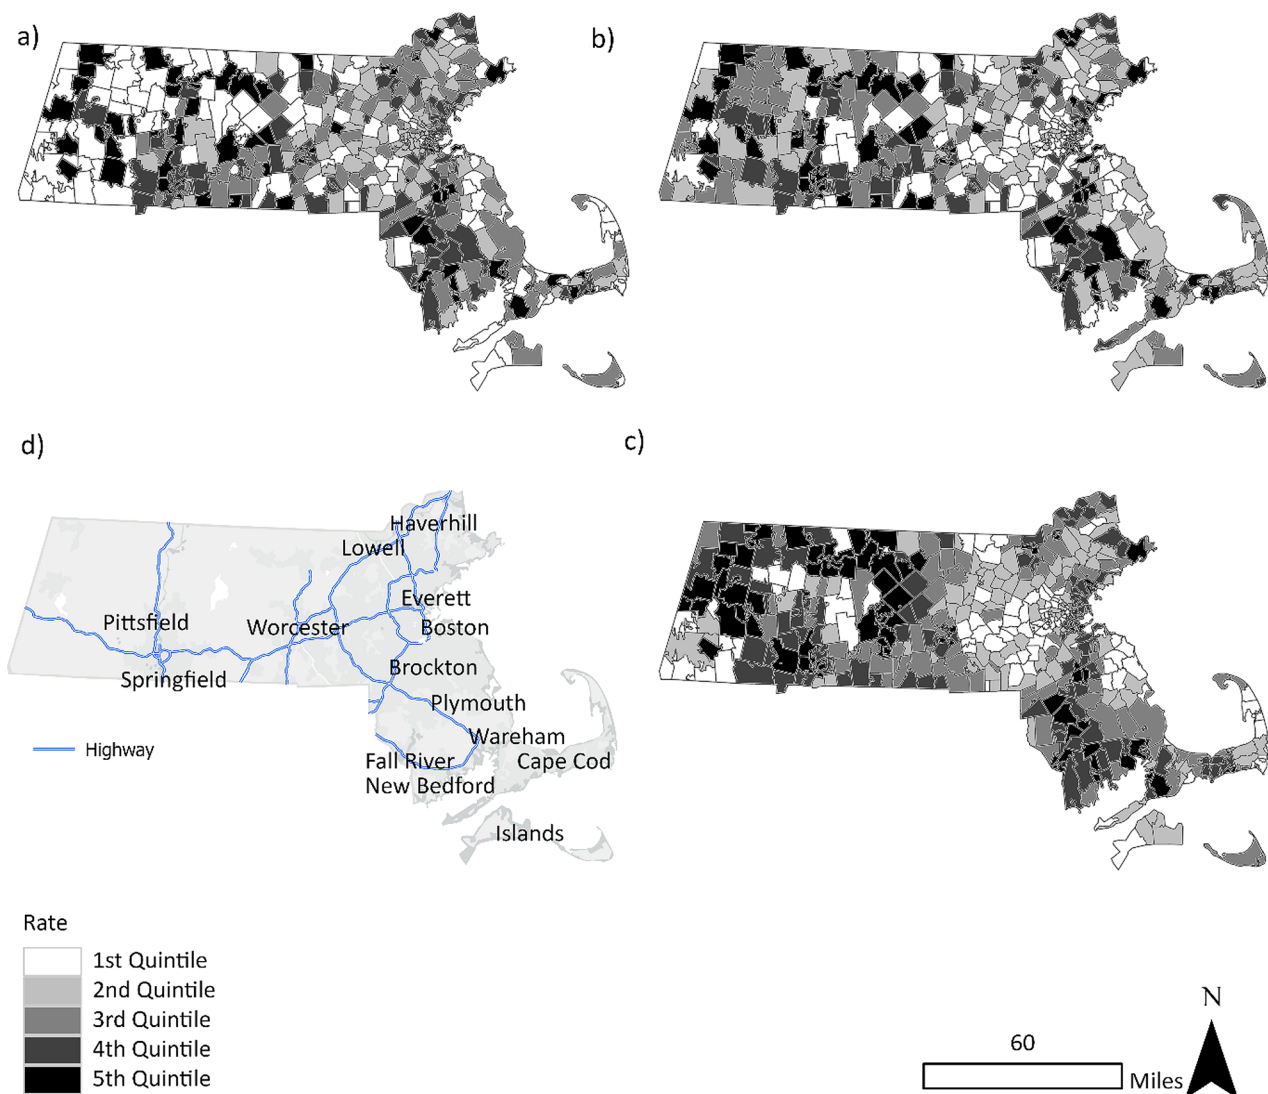 a)
b)
d)
c)
Haverhill
Lowell
Everett
Pittsfield
Worcester
Boston
Brockton
Springfield
Plymouth
Wareham
Highway
Fall River
Cape Cod
New Bedford
Islands
Rate
1st Quintile
2nd Quintile
3rd Quintile
4th Quintile
5th Quintile
N
60
Miles